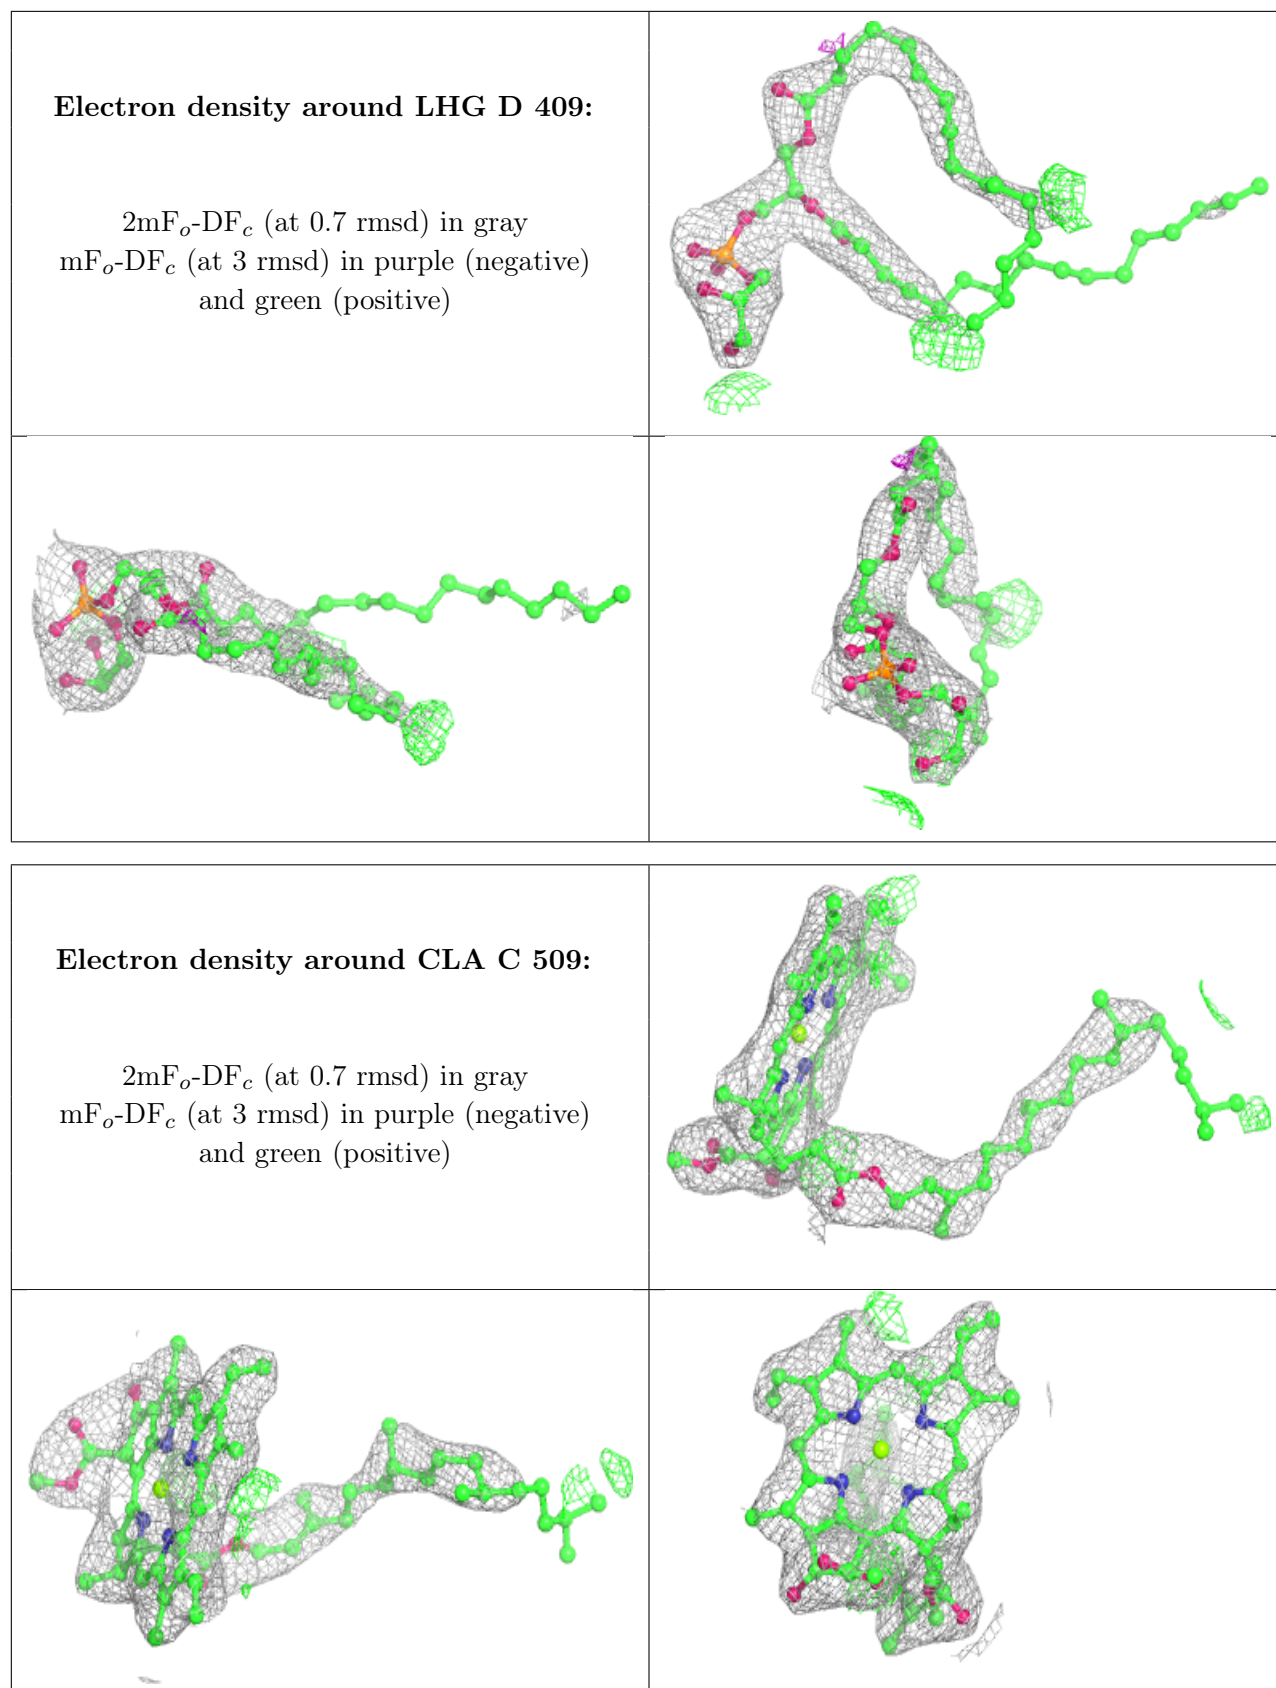 Electron density around LHG D 409:
2mFo-DFc (at 0.7 rmsd) in gray
mFo-DFc (at 3 rmsd) in purple (negative)
and green (positive)
Electron density around CLA C 509:
2mFo-DFc (at 0.7 rmsd) in gray
mFo-DFc (at 3 rmsd) in purple (negative)
and green (positive)